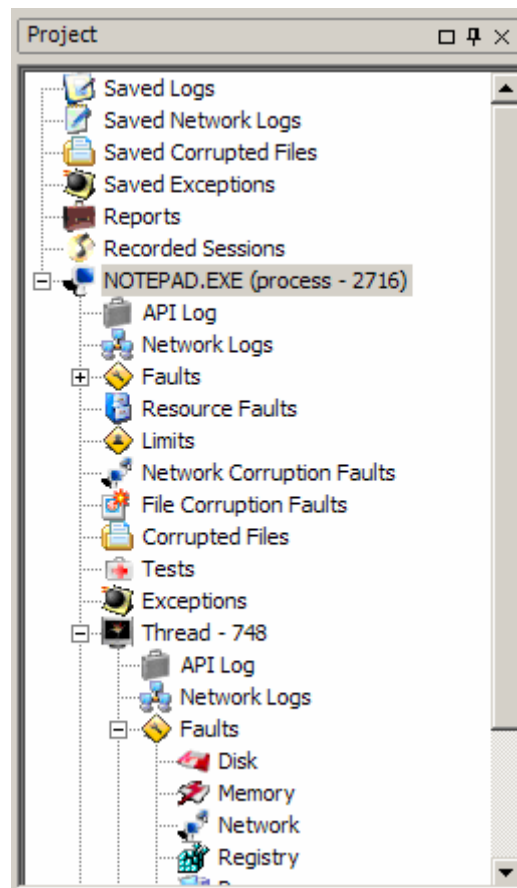 Project
Saved Logs
Saved Network Logs
Saved Corrupted Files
Saved Exceptions
Reports
Recorded Sessions
NOTEPAD.EXE (process - 2716)
API Log
Network Logs
Faults
Resource Faults
Limits
Network Corruption Faults
File Corruption Faults
Corrupted Files
Tests
Exceptions
Thread - 748
API Log
Network Logs
Faults
Disk
Memory
Network
Registry